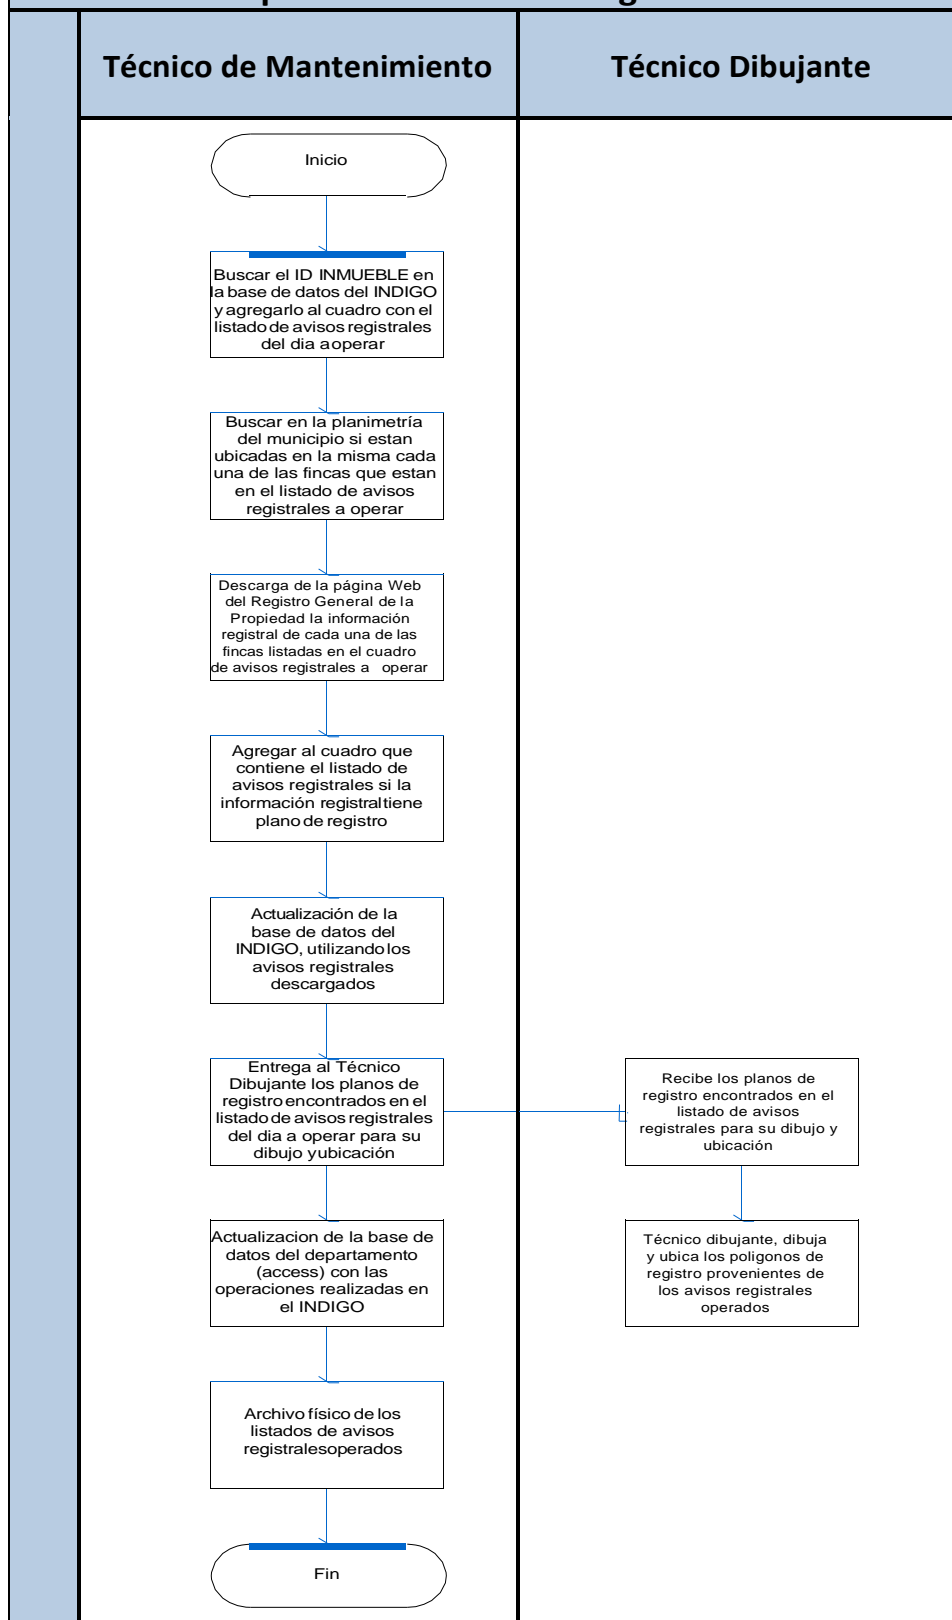 Técnico de Mantenimiento
Técnico Dibujante
Inicio
Buscar el ID INMUEBLE en
la base de datos del INDIGO
y agregarlo al cuadro con el
listado de avisos registrales
del dia a operar
Buscar en la planimetría
del municipio si estan
ubicadas en la misma cada
una de las fincas que estan
en el listado de avisos
registrales a operar
Descarga de la página Web
del Registro General de la
Propiedad la información
registral de cada una de las
fincas listadas en el cuadro
de avisos registrales a operar
Agregar al cuadro que
contiene el listado de
avisos registrales si la
información registral tiene
plano de registro
Actualización de la
base de datos del
INDIGO, utilizando los
avisos registrales
descargados
Entrega al Técnico
Dibujante los planos de
registro encontrados en el
listado de avisos registrales
del dia a operar para su
dibujo y ubicación
Recibe los planos de
registro encontrados en el
listado de avisos
registrales para su dibujo y
ubicación
Actualizacion de la base de
datos del departamento
(access) con las
operaciones realizadas en
el INDIGO
Técnico dibujante, dibuja
y ubica los poligonos de
registro provenientes de
los avisos registrales
operados
Archivo físico de los
listados de avisos
registrales operados
Fin